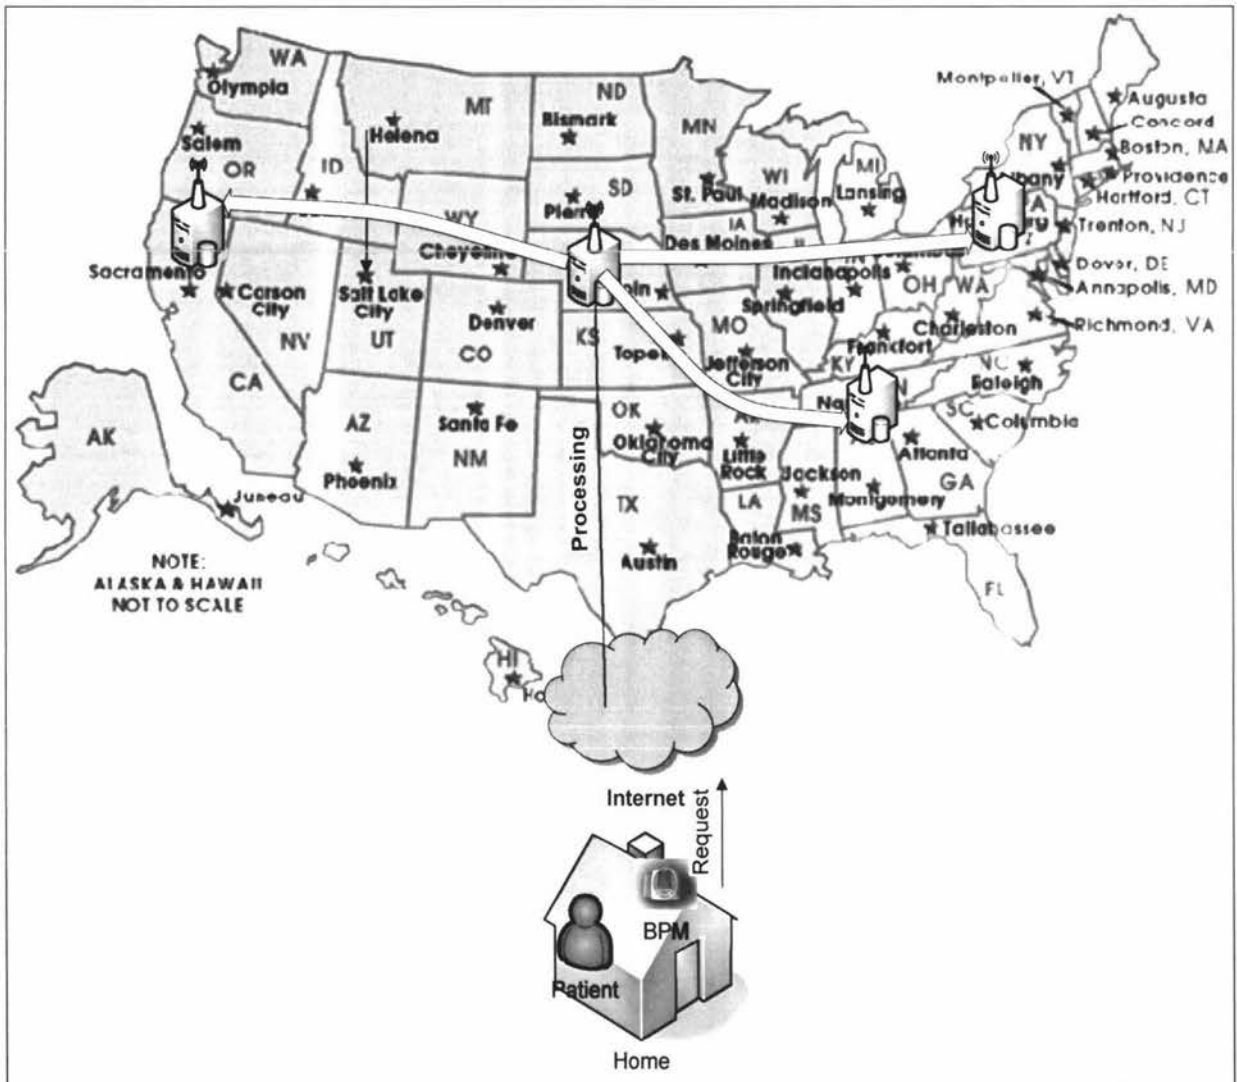 WA
Olympia
Salem
OR
ID
MT
Helena
ND
Bismark
MN
St. Paul
SD
WI
Madison
MI
Lansing
Montpelier, VT
Augusta
Concord
NY
Boston, MA
Providence
Hartford, CT
Trenton, NJ
Dover, DE
Annapolis, MD
Richmond, VA
WY
Cheyenne
IA
Des Moines
IN
Indianapolis
OH
WA
Charleston
Springfield
Sacramento
Carson
City
Salt Lake
City
NV
UT
CA
Denver
CO
KS
MO
Jefferson
City
KY
Frankfort
NC
Raleigh
SC
Columbia
AK
Juneau
AZ
Phoenix
Santa Fe
NM
OK
Oklahoma
City
Little
Rock
Jackson
MS
Montgomery
Atlanta
GA
TX
Austin
LA
Baton
Rouge
Tallahassee
FL
NOTE:
ALASKA & HAWAII
NOT TO SCALE
HI
Processing
Internet
Request
BPM
Patient
Home